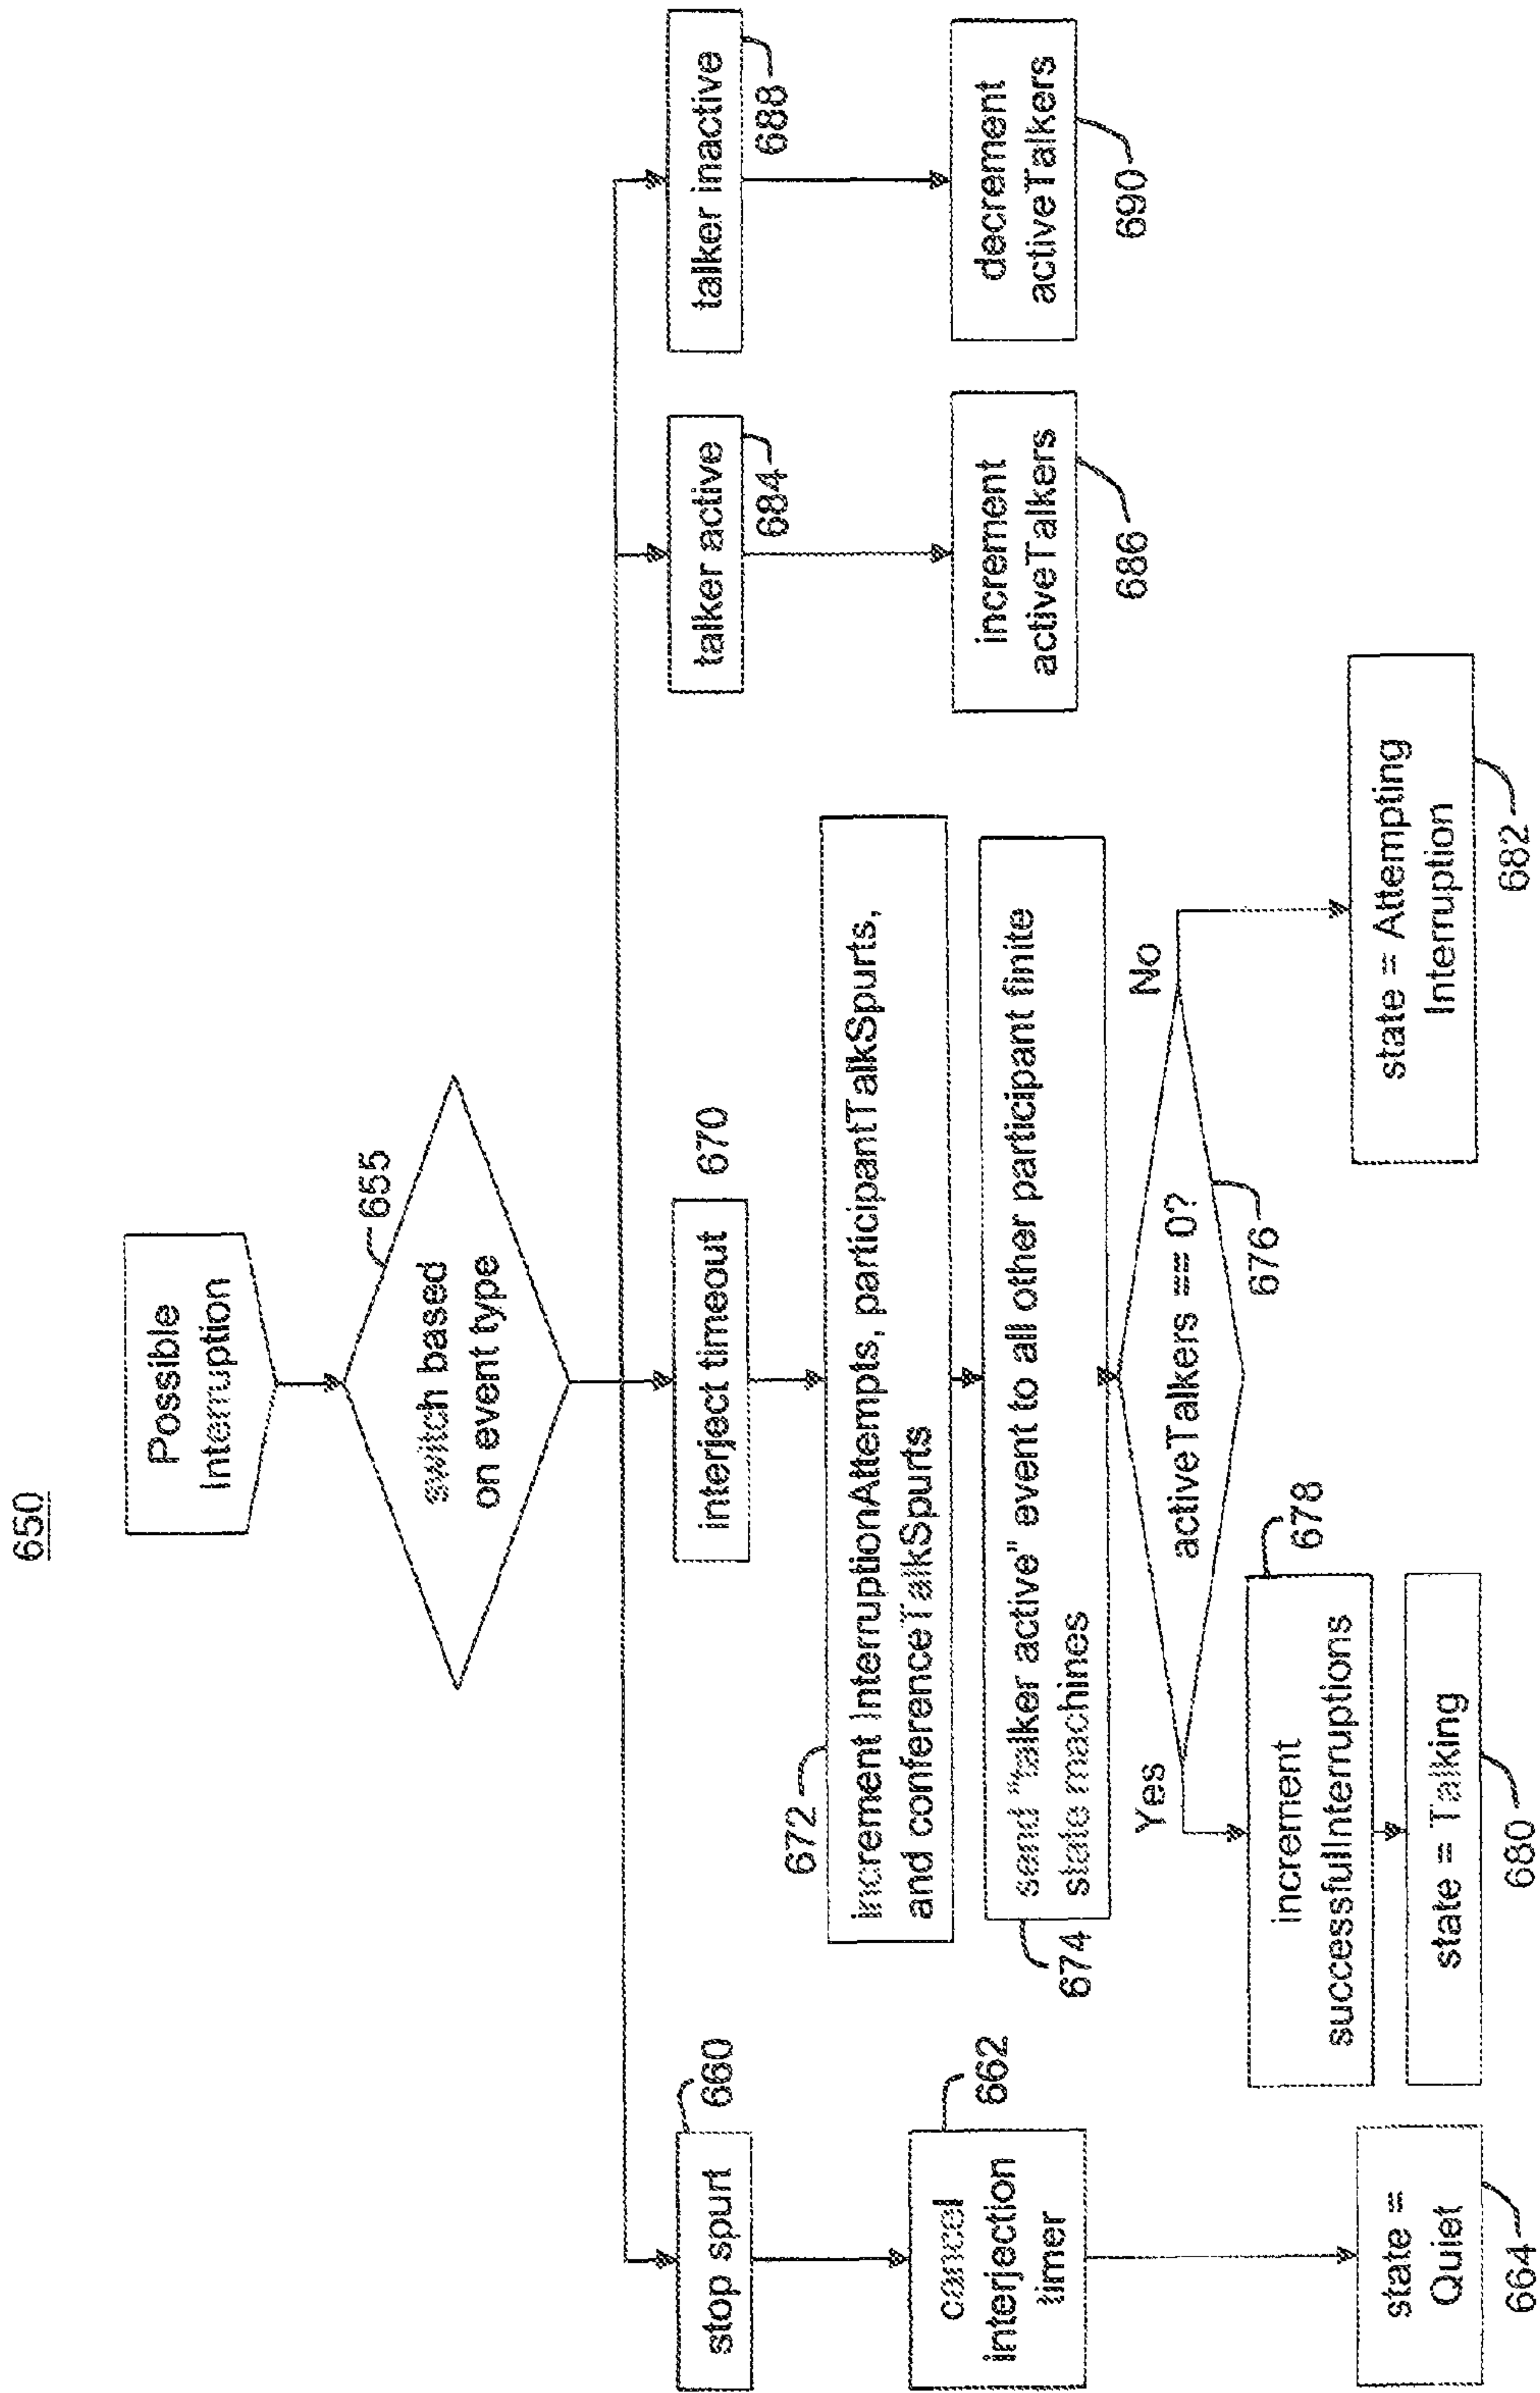 650
Possible
Interruption
switch based
on event type
655
stop spurt
660
cancel
interjection
timer
662
state =
Quiet
664
interject timeout
670
increment InterruptionAttempts, participantTalkSpurts,
and conferenceTalkSpurts
672
send "talker active" event to all other participant finite
state machines
674
activeTalkers == 0?
676
Yes
No
increment
successfulInterruptions
678
state = Talking
680
state = Attempting
Interruption
682
talker active
684
increment
activeTalkers
686
talker inactive
688
decrement
activeTalkers
690